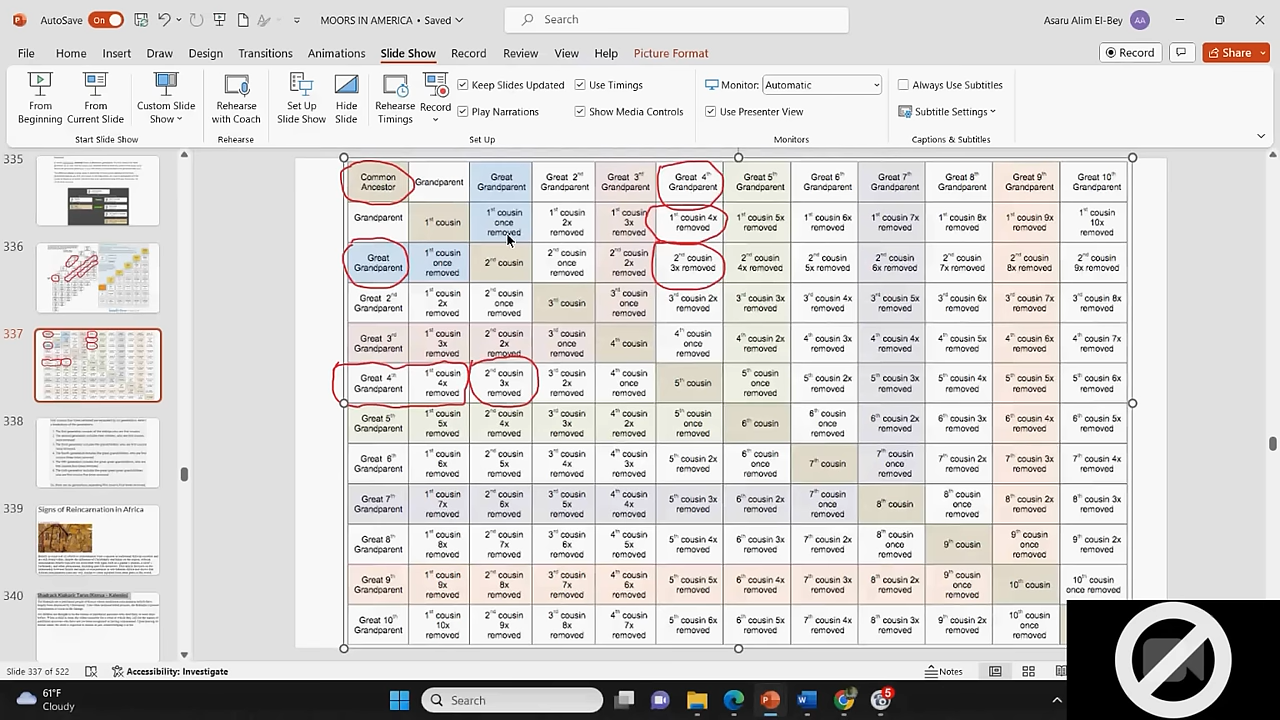 AutoSave On MOORS IN AMERICA • Saved Search Asaru Alim El-Bey AA
File Home Insert Draw Design Transitions Animations Slide Show Record Review View Help Picture Format Record Share
From Beginning From Current Slide Custom Slide Show Rehearse with Coach Set Up Slide Show Hide Slide Rehearse Timings Record
Keep Slides Updated Use Timings Monitor: Automatic Always Use Subtitles
Play Narrations Show Media Controls Use Presenter View Subtitle Settings
Start Slide Show Rehearse Set Up Monitors Captions & Subtitles
335
336
337
338
339
Signs of Reincarnation in Africa
340
Common Ancestor Grandparent Great Grandparent Great 2nd Grandparent Great 3rd Grandparent Great 4th Grandparent Great 5th Grandparent Great 6th Grandparent Great 7th Grandparent Great 8th Grandparent Great 9th Grandparent Great 10th Grandparent
Grandparent 1st cousin 1st cousin once removed 1st cousin 2x removed 1st cousin 3x removed 1st cousin 4x removed 1st cousin 5x removed 1st cousin 6x removed 1st cousin 7x removed 1st cousin 8x removed 1st cousin 9x removed 1st cousin 10x removed
Great Grandparent 1st cousin once removed 2nd cousin 2nd cousin once removed 2nd cousin 2x removed 2nd cousin 3x removed 2nd cousin 4x removed 2nd cousin 5x removed 2nd cousin 6x removed 2nd cousin 7x removed 2nd cousin 8x removed 2nd cousin 9x removed
Great 2nd Grandparent 1st cousin 2x removed 2nd cousin once removed 3rd cousin 3rd cousin once removed 3rd cousin 2x removed 3rd cousin 3x removed 3rd cousin 4x removed 3rd cousin 5x removed 3rd cousin 6x removed 3rd cousin 7x removed 3rd cousin 8x removed
Great 3rd Grandparent 1st cousin 3x removed 2nd cousin 2x removed 3rd cousin once removed 4th cousin 4th cousin once removed 4th cousin 2x removed 4th cousin 3x removed 4th cousin 4x removed 4th cousin 5x removed 4th cousin 6x removed 4th cousin 7x removed
Great 4th Grandparent 1st cousin 4x removed 2nd cousin 3x removed 3rd cousin 2x removed 4th cousin once removed 5th cousin 5th cousin once removed 5th cousin 2x removed 5th cousin 3x removed 5th cousin 4x removed 5th cousin 5x removed 5th cousin 6x removed
Great 5th Grandparent 1st cousin 5x removed 2nd cousin 4x removed 3rd cousin 3x removed 4th cousin 2x removed 5th cousin once removed 6th cousin 6th cousin once removed 6th cousin 2x removed 6th cousin 3x removed 6th cousin 4x removed 6th cousin 5x removed
Great 6th Grandparent 1st cousin 6x removed 2nd cousin 5x removed 3rd cousin 4x removed 4th cousin 3x removed 5th cousin 2x removed 6th cousin once removed 7th cousin 7th cousin once removed 7th cousin 2x removed 7th cousin 3x removed 7th cousin 4x removed
Great 7th Grandparent 1st cousin 7x removed 2nd cousin 6x removed 3rd cousin 5x removed 4th cousin 4x removed 5th cousin 3x removed 6th cousin 2x removed 7th cousin once removed 8th cousin 8th cousin once removed 8th cousin 2x removed 8th cousin 3x removed
Great 8th Grandparent 1st cousin 8x removed 2nd cousin 7x removed 3rd cousin 6x removed 4th cousin 5x removed 5th cousin 4x removed 6th cousin 3x removed 7th cousin 2x removed 8th cousin once removed 9th cousin 9th cousin once removed 9th cousin 2x removed
Great 9th Grandparent 1st cousin 9x removed 2nd cousin 8x removed 3rd cousin 7x removed 4th cousin 6x removed 5th cousin 5x removed 6th cousin 4x removed 7th cousin 3x removed 8th cousin 2x removed 9th cousin once removed 10th cousin 10th cousin once removed
Great 10th Grandparent 1st cousin 10x removed 2nd cousin 9x removed 3rd cousin 8x removed 4th cousin 7x removed 5th cousin 6x removed 6th cousin 5x removed 7th cousin 4x removed 8th cousin 3x removed 9th cousin 2x removed 10th cousin once removed
Slide 337 of 522 Accessibility: Investigate Notes
61°F
Cloudy
Search
5